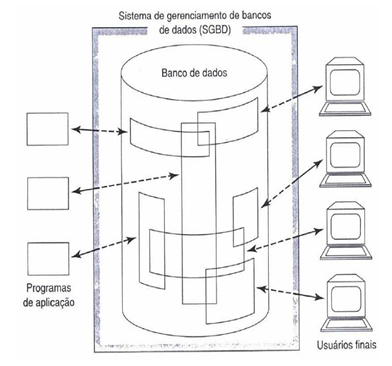 Sistema de gerenciamento de bancos
de dados (SGBD)
Banco de dados
Programas
de aplicação
Usuários finais